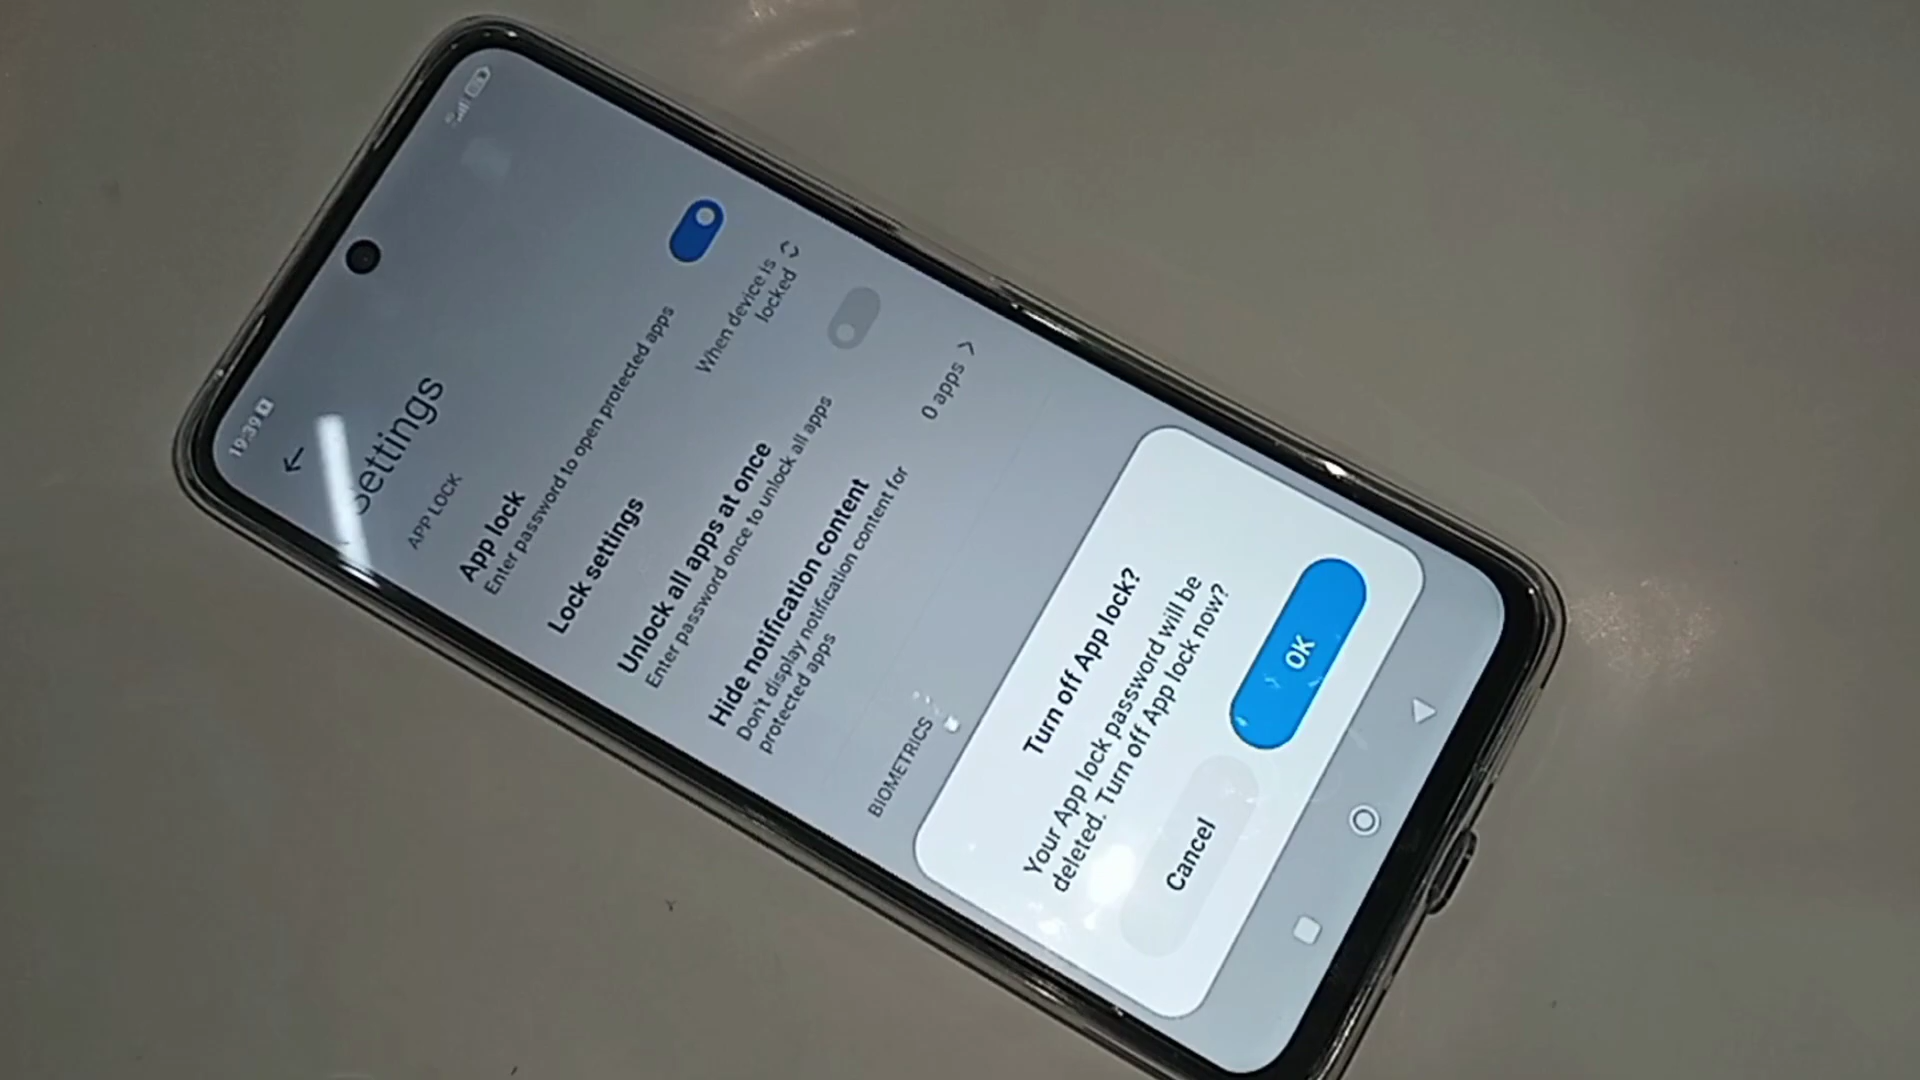 19:39
Settings
APP LOCK
App lock
Enter password to open protected apps
Lock settings
When device is
locked
Unlock all apps at once
Enter password once to unlock all apps
Hide notification content
Don't display notification content for
protected apps
0 apps
BIOMETRICS
Turn off App lock?
Your App lock password will be
deleted. Turn off App lock now?
Cancel
OK